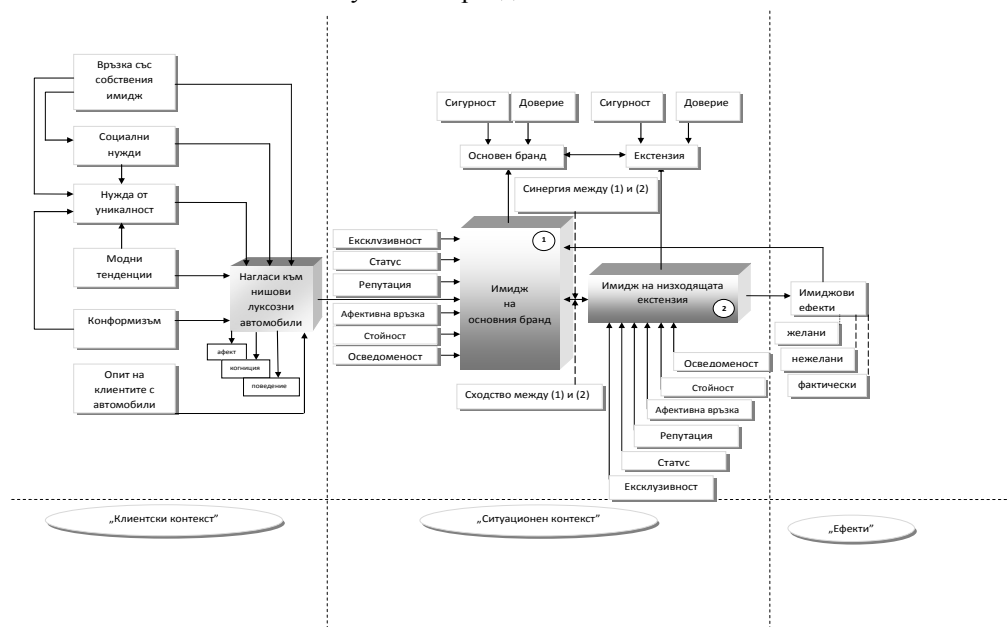 Връзка със
собствения
имидж
Социални
нужди
Нужда от
уникалност
Модни
тенденции
Конформизъм
Опит на
клиентите с
автомобили
Нагласи към
нишови
луксозни
автомобили
афект
когниция
поведение
„Клиентски контекст"
Сигурност
Доверие
Сигурност
Доверие
Основен бранд
Екстензия
Синергия между (1) и (2)
Ексклузивност
Статус
Репутация
Афективна връзка
Стойност
Осведоменост
1
Имидж
на
основния бранд
Имидж на низходящата
екстензия
2
Сходство между (1) и (2)
Осведоменост
Стойност
Афективна връзка
Репутация
Статус
Ексклузивност
„Ситуационен контекст"
Имиджови
ефекти
желани
нежелани
фактически
„Ефекти"